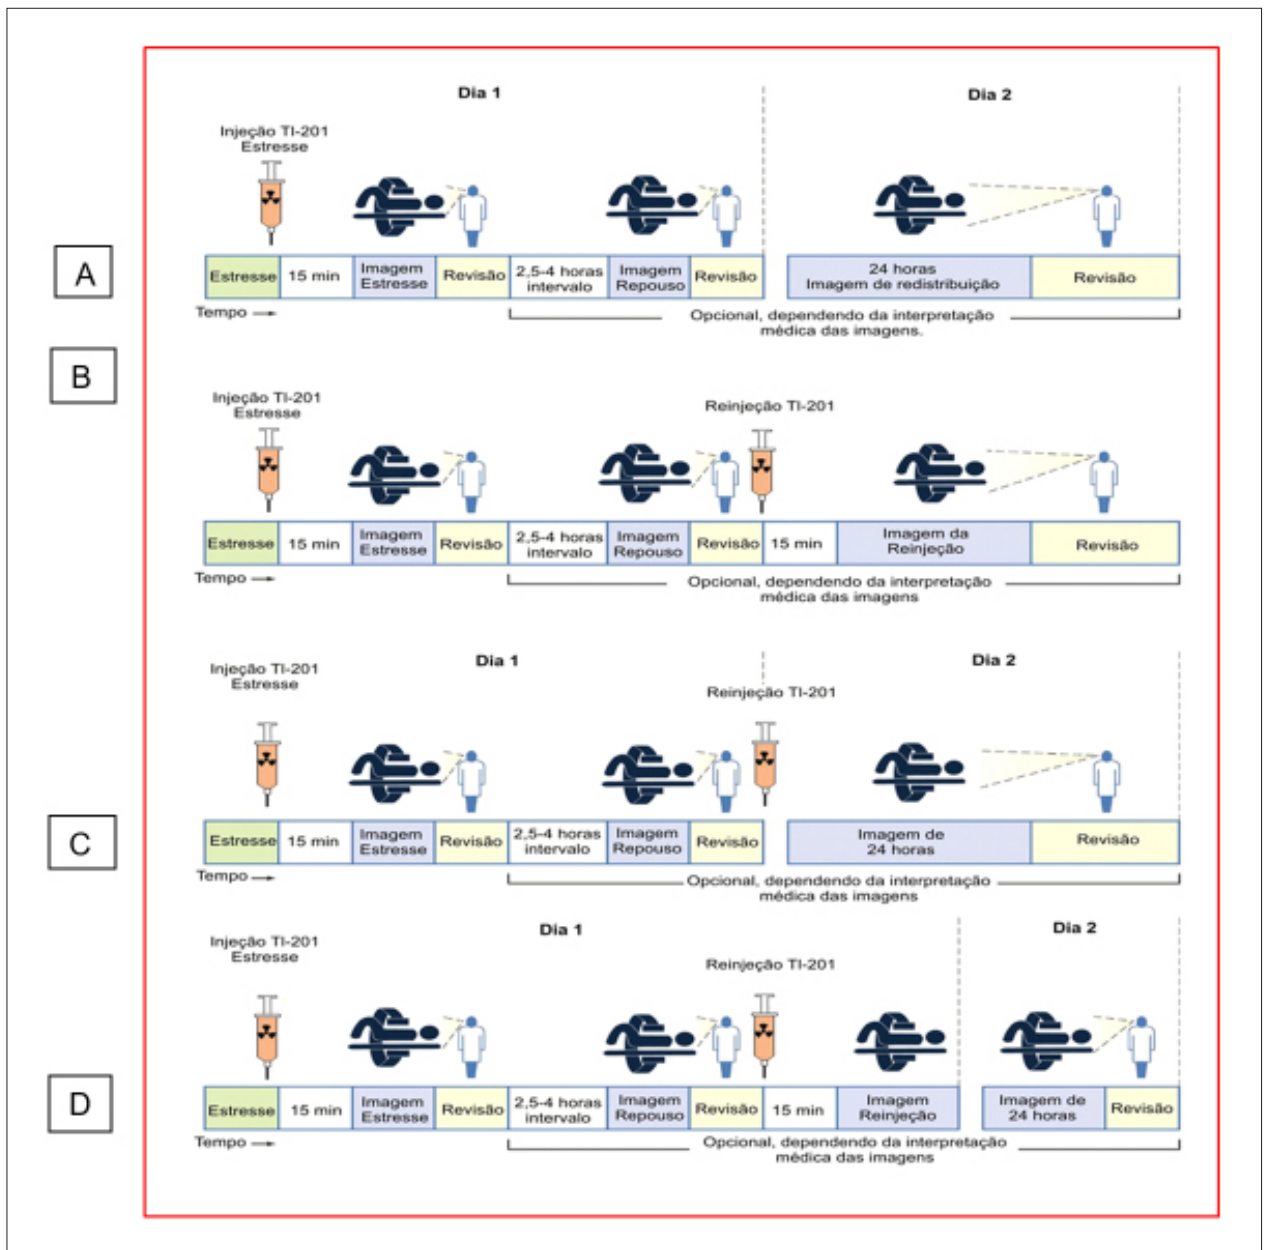 Dia 1
Dia 2
Injeção TI-201
Estresse
A
Estresse
15 min
Imagem
Estresse
Revisão
2,5-4 horas
intervalo
Imagem
Repouso
Revisão
24 horas
Imagem de redistribuição
Revisão
Tempo
Opcional, dependendo da interpretação
médica das imagens.
B
Injeção TI-201
Estresse
Reinjeção TI-201
Estresse
15 min
Imagem
Estresse
Revisão
2,5-4 horas
intervalo
Imagem
Repouso
Revisão
15 min
Imagem da
Reinjeção
Revisão
Tempo
Opcional, dependendo da interpretação
médica das imagens
Dia 1
Dia 2
Injeção TI-201
Estresse
Reinjeção TI-201
C
Estresse
15 min
Imagem
Estresse
Revisão
2,5-4 horas
intervalo
Imagem
Repouso
Revisão
Imagem de
24 horas
Revisão
Tempo
Opcional, dependendo da interpretação
médica das imagens
Dia 1
Dia 2
Injeção TI-201
Estresse
Reinjeção TI-201
D
Estresse
15 min
Imagem
Estresse
Revisão
2,5-4 horas
intervalo
Imagem
Repouso
Revisão
15 min
Imagem
Reinjeção
Imagem de
24 horas
Revisão
Tempo
Opcional, dependendo da interpretação
médica das imagens